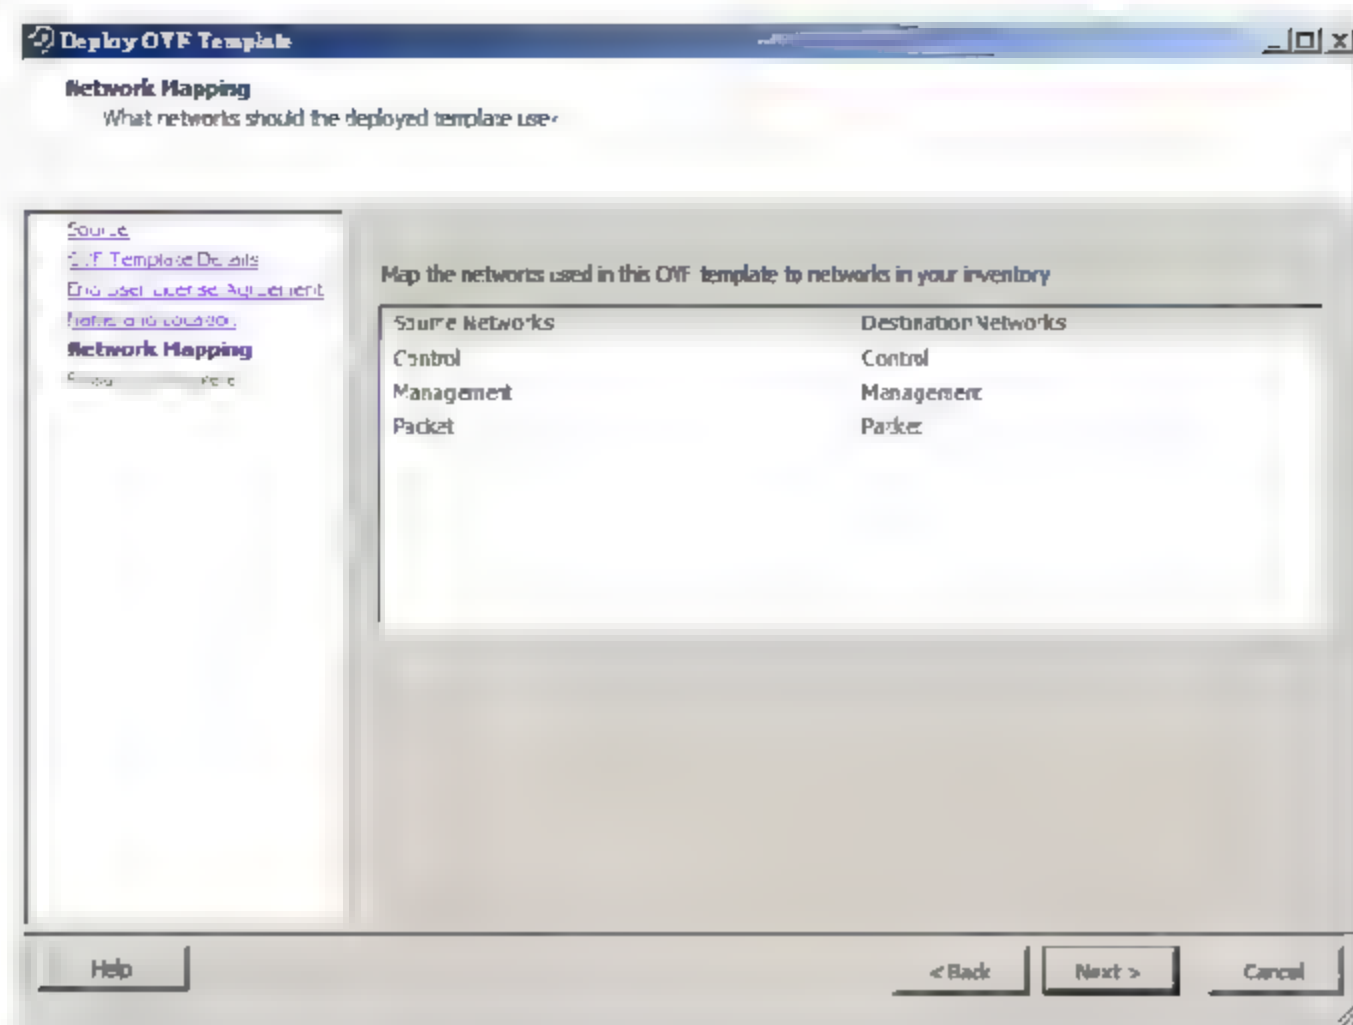 Deploy OVF Template
Network Mapping
What networks should the deployed template use?
Source
OVF Template Details
End User License Agreement
Name and Location
Network Mapping
Map the networks used in this OVF template to networks in your inventory
Source Networks Destination Networks
Control Control
Management Management
Packet Packet
Help < Back Next > Cancel